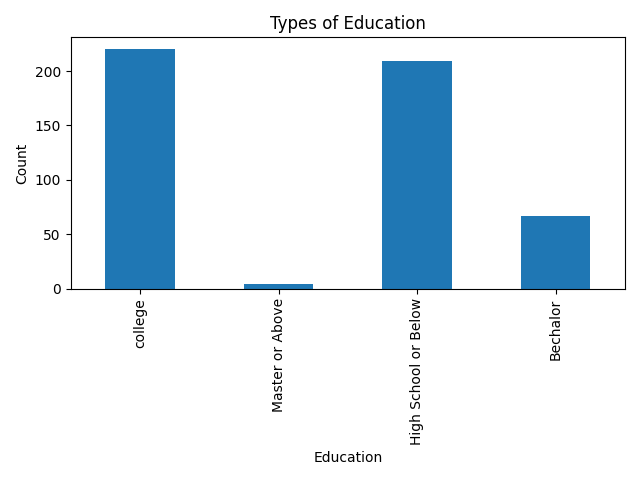 Types of Education
Count
200
150
100
50
0
college
Master or Above
High School or Below
Bechalor
Education